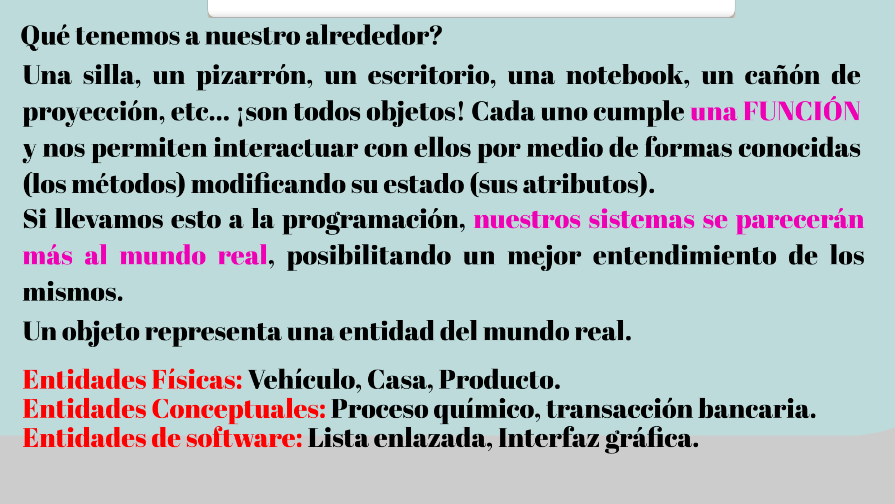 Qué tenemos a nuestro alrededor?
Una silla, un pizarrón, un escritorio, una notebook, un cañón de
proyección, etc... ¡son todos objetos! Cada uno cumple una FUNCIÓN
y nos permiten interactuar con ellos por medio de formas conocidas
(los métodos) modificando su estado (sus atributos).
Si llevamos esto a la programación, nuestros sistemas se parecerán
más al mundo real, posibilitando un mejor entendimiento de los
mismos.
Un objeto representa una entidad del mundo real.
Entidades Físicas: Vehículo, Casa, Producto.
Entidades Conceptuales: Proceso químico, transacción bancaria.
Entidades de software: Lista enlazada, Interfaz gráfica.